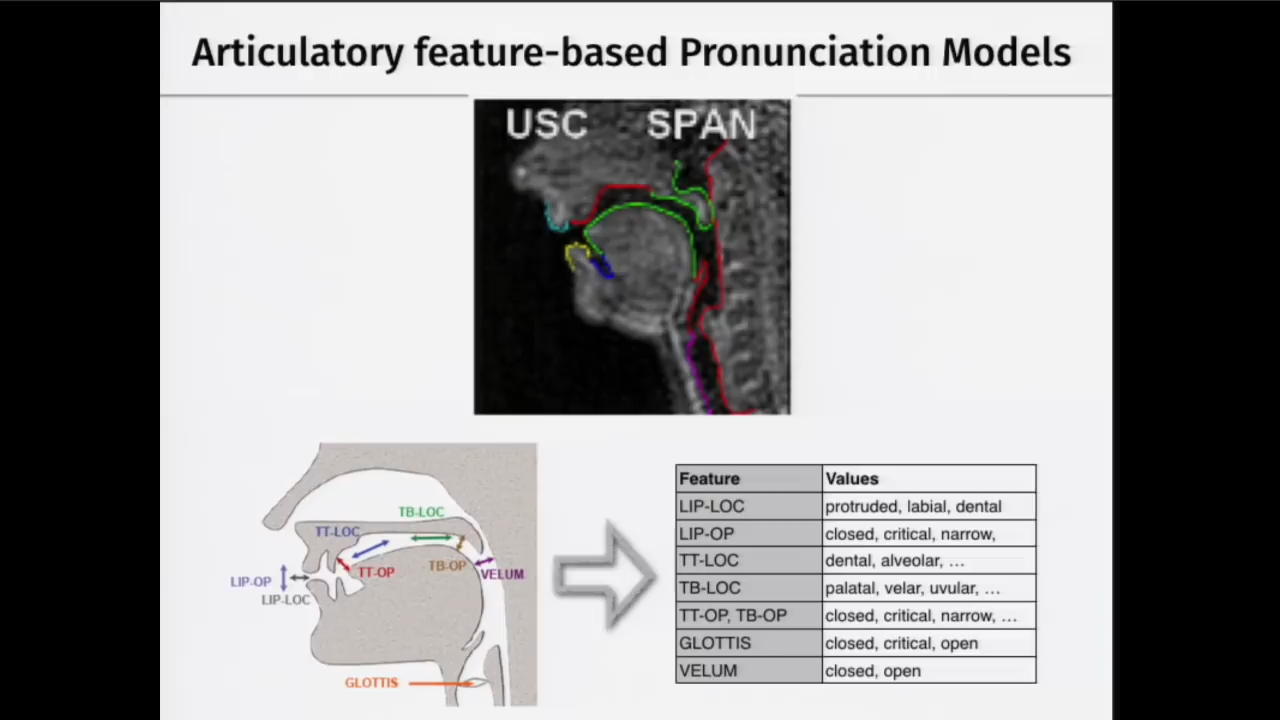 Articulatory feature-based Pronunciation Models
USC SPAN
TB-LOC
TT-LOC
TT-OP
TB-OP
VELUM
LIP-OP
LIP-LOC
GLOTTIS
Feature Values
LIP-LOC protruded, labial, dental
LIP-OP closed, critical, narrow,
TT-LOC dental, alveolar, …
TB-LOC palatal, velar, uvular, …
TT-OP, TB-OP closed, critical, narrow, …
GLOTTIS closed, critical, open
VELUM closed, open